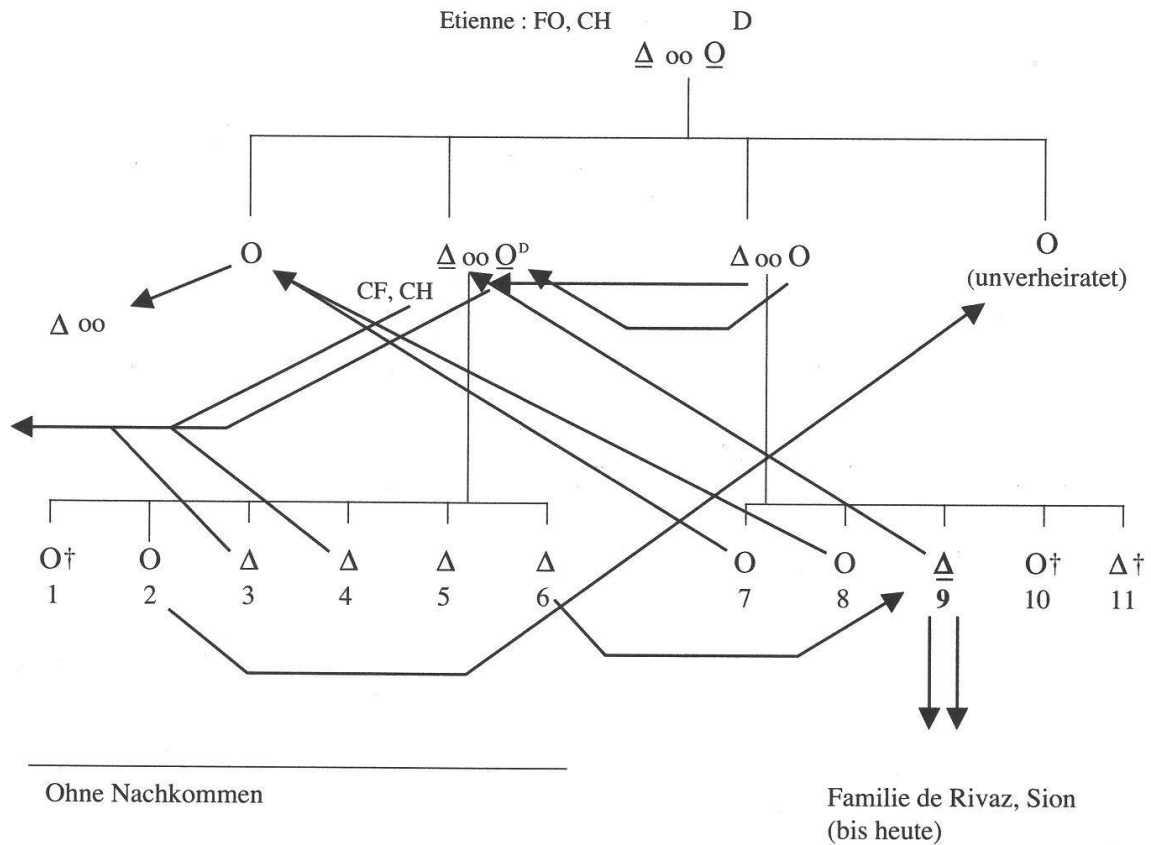 Etienne : FO, CH D
Δ oo O
O Δ oo O D Δ oo O O
(unverheiratet)
CF, CH
Δ oo
O† O Δ Δ Δ Δ O O Δ O† Δ†
1 2 3 4 5 6 7 8 9 10 11
Ohne Nachkommen
Familie de Rivaz, Sion
(bis heute)